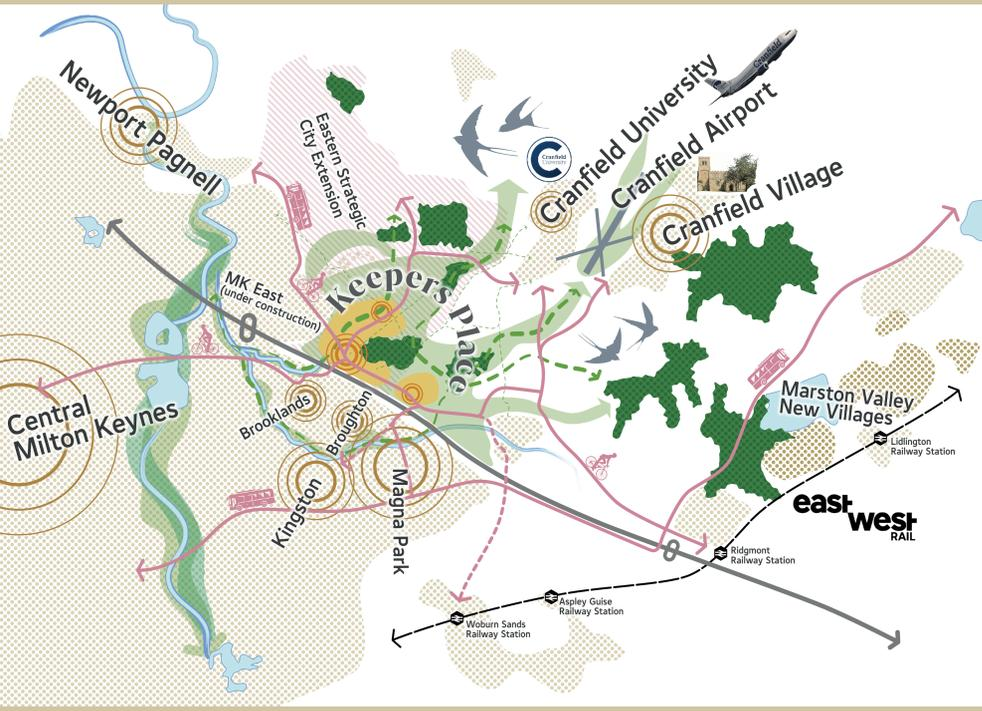 Newport Pagnell
Eastern Strategic
City Extension
Cranfield
University
Cranfield University
Cranfield
Cranfield Airport
Cranfield Village
MK East
(under construction)
Keepers Place
Central
Milton Keynes
Brooklands
Broughton
Kingston
Magna Park
Marston Valley
New Villages
Lidlington
Railway Station
east
west
RAIL
Ridgmont
Railway Station
Aspley Guise
Railway Station
Woburn Sands
Railway Station